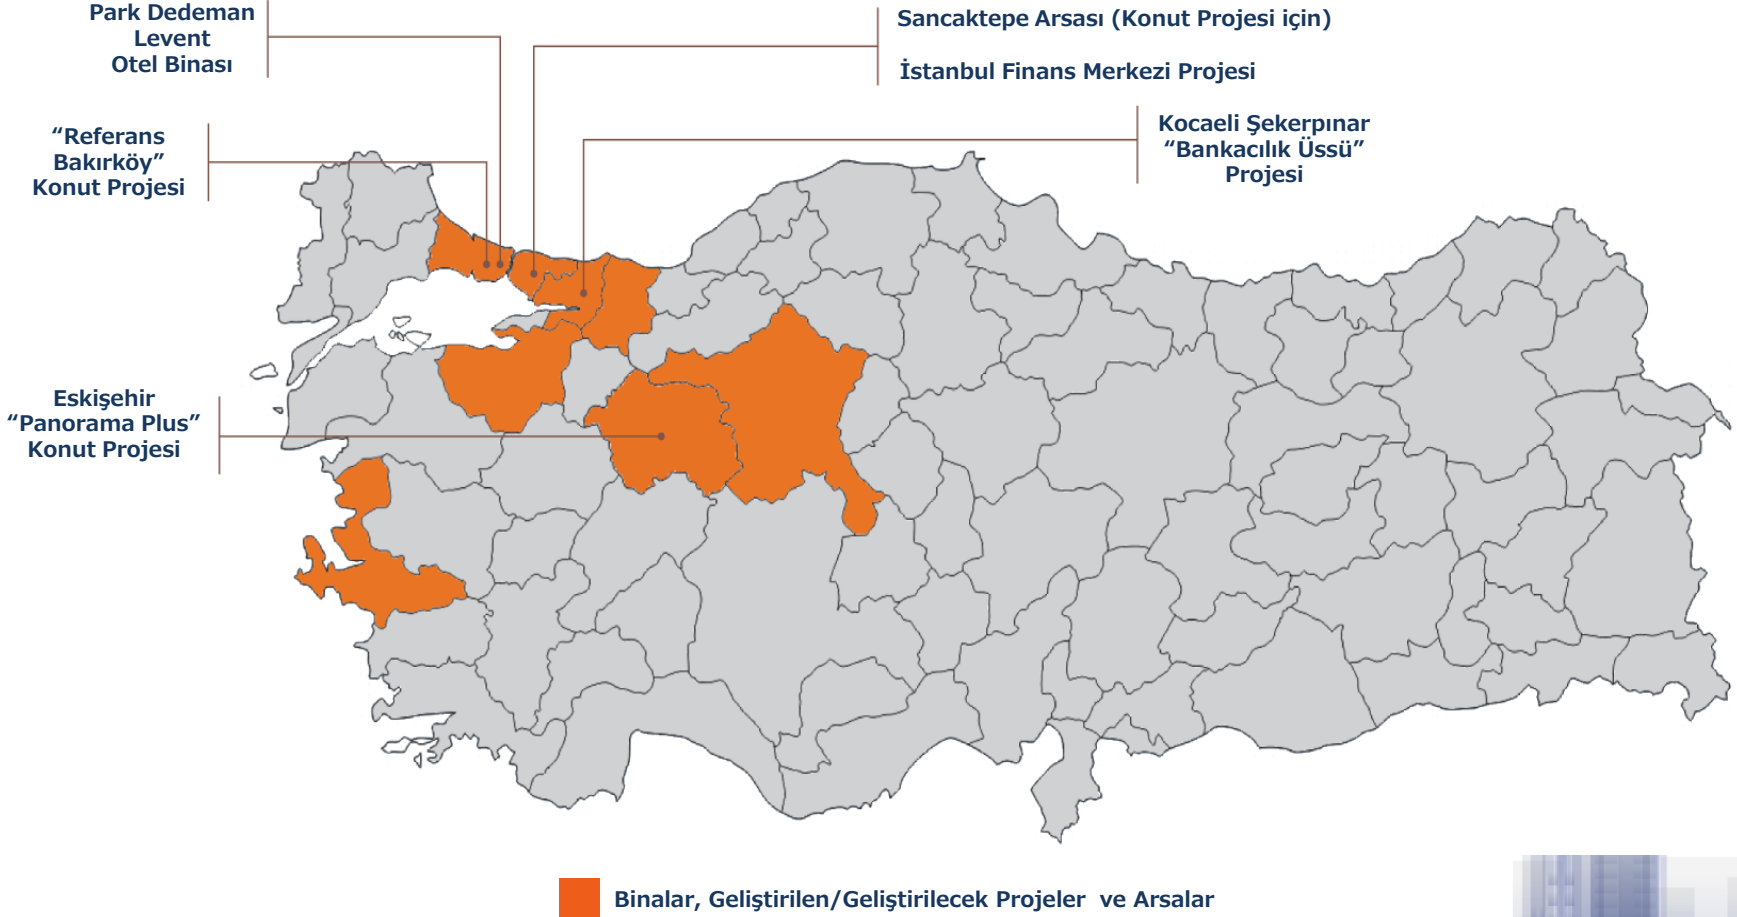 Park Dedeman
Levent
Otel Binası
Sancaktepe Arsası (Konut Projesi için)
İstanbul Finans Merkezi Projesi
“Referans
Bakırköy”
Konut Projesi
Kocaeli Şekerpınar
“Bankacılık Üssü”
Projesi
Eskişehir
“Panorama Plus”
Konut Projesi
Binalar, Geliştirilen/Geliştirilecek Projeler ve Arsalar